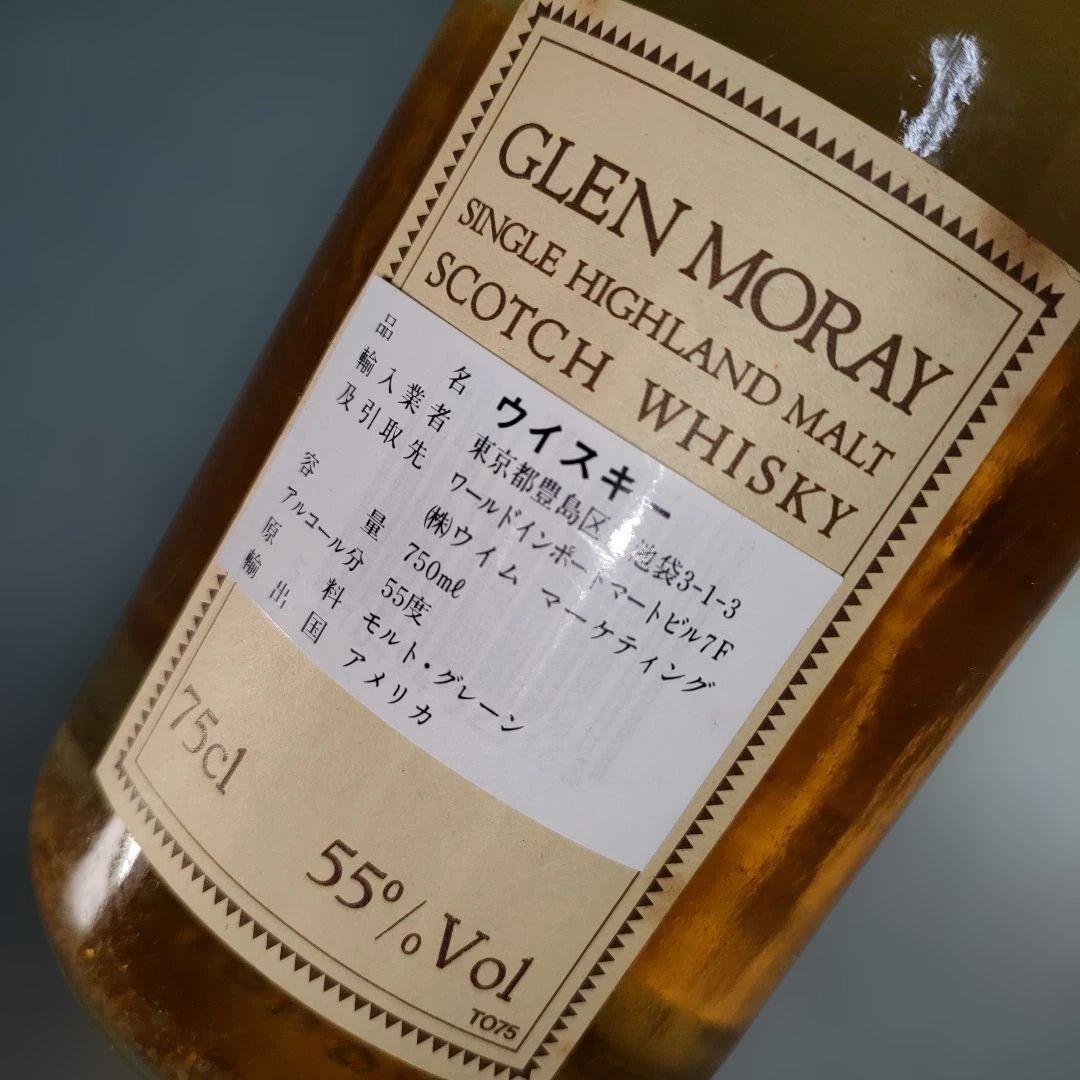 GLEN MORAY
SINGLE HIGHLAND MALT
SCOTCH WHISKY
品名 ウイスキー
輸入業者 東京都豊島区 池袋3-1-3
及引取先 ワールドインポートマートビル7F
㈱ウイム マーケティング
容量 750㎖
アルコール分 55度
原料 モルト・グレーン
輸出国 アメリカ
75cl
55% Vol
TO75